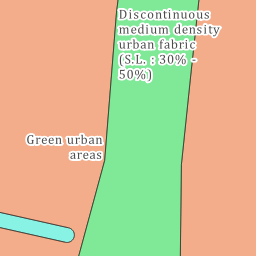 Discontinuous
medium density
urban fabric
(S.L. : 30% -
50%)
Green urban
areas